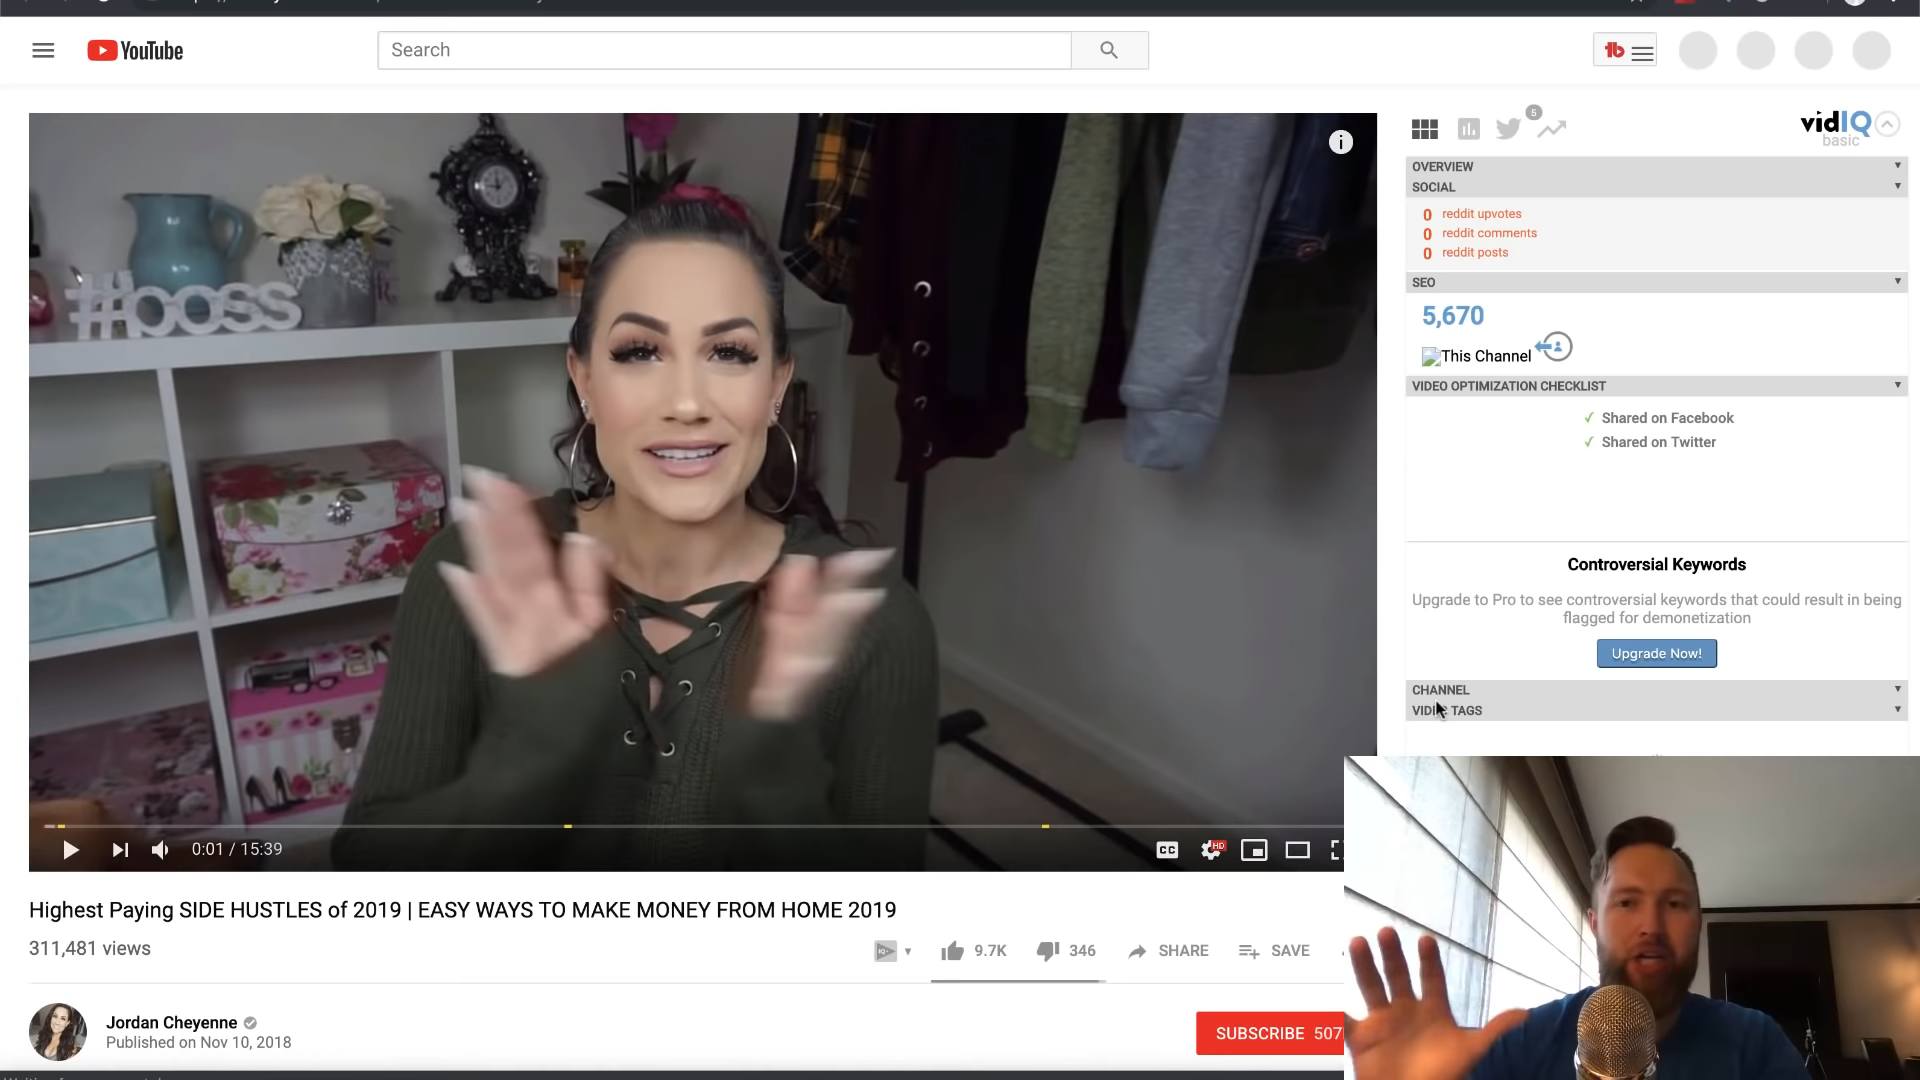 YouTube
Search
tb
5
vidIQ
basic
#BOSS
i
OVERVIEW
SOCIAL
0 reddit upvotes
0 reddit comments
0 reddit posts
SEO
5,670
This Channel
VIDEO OPTIMIZATION CHECKLIST
✓ Shared on Facebook
✓ Shared on Twitter
Controversial Keywords
Upgrade to Pro to see controversial keywords that could result in being
flagged for demonetization
Upgrade Now!
CHANNEL
TAGS
0:01 / 15:39
CC
HD
Highest Paying SIDE HUSTLES of 2019 | EASY WAYS TO MAKE MONEY FROM HOME 2019
311,481 views
9.7K
346
SHARE
SAVE
Jordan Cheyenne
Published on Nov 10, 2018
SUBSCRIBE 507